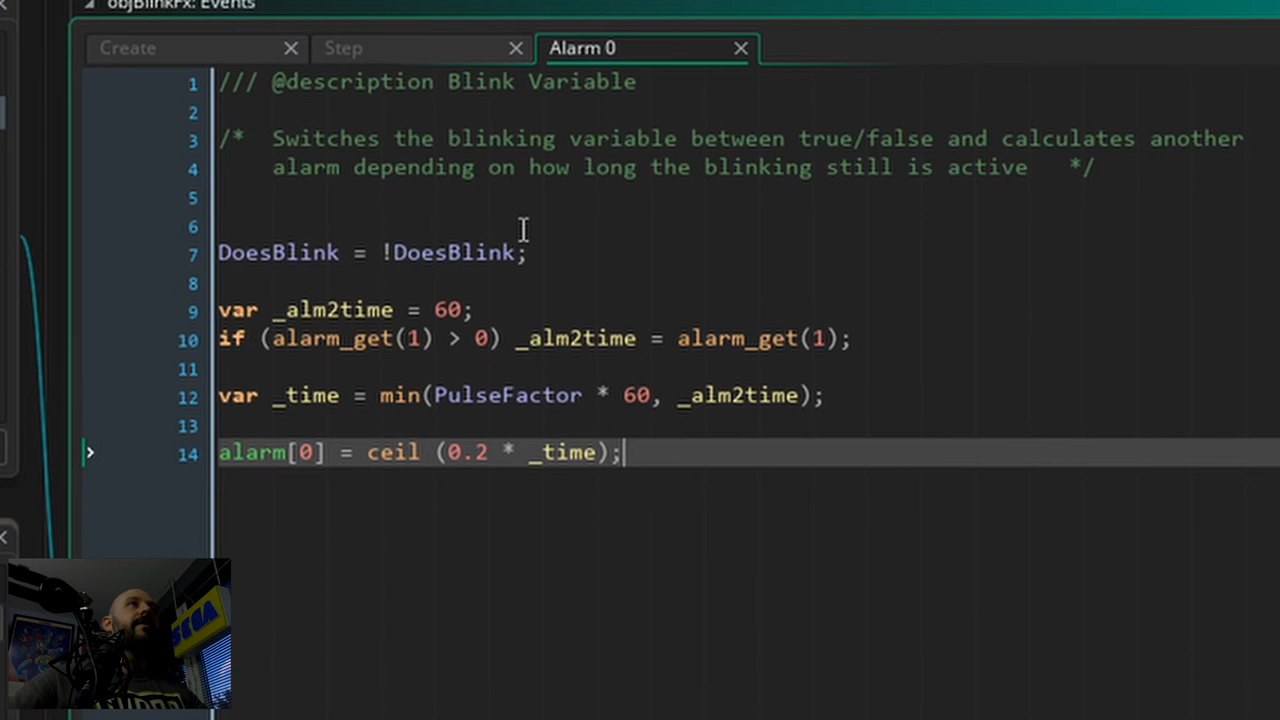 objBlinkFx: Events
Create
Step
Alarm 0
1 /// @description Blink Variable
2
3 /* Switches the blinking variable between true/false and calculates another
4 alarm depending on how long the blinking still is active */
5
6
7 DoesBlink = !DoesBlink;
8
9 var _alm2time = 60;
10 if (alarm_get(1) > 0) _alm2time = alarm_get(1);
11
12 var _time = min(PulseFactor * 60, _alm2time);
13
14 alarm[0] = ceil (0.2 * _time);
SEGA